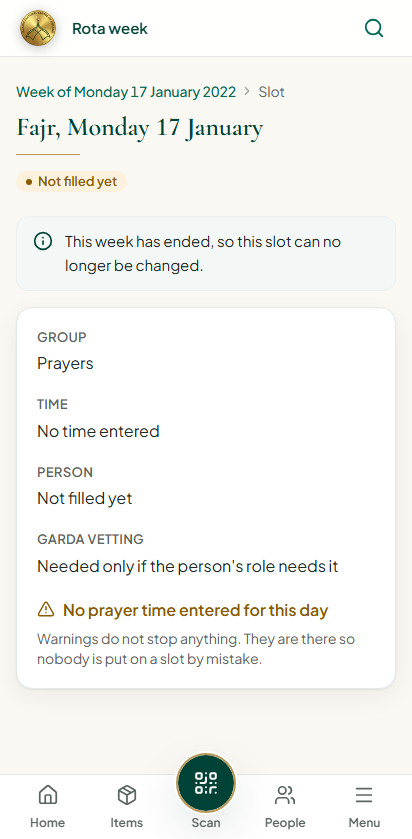 Rota week
Week of Monday 17 January 2022 > Slot
Fajr, Monday 17 January
Not filled yet
This week has ended, so this slot can no
longer be changed.
GROUP
Prayers
TIME
No time entered
PERSON
Not filled yet
GARDA VETTING
Needed only if the person's role needs it
No prayer time entered for this day
Warnings do not stop anything. They are there so
nobody is put on a slot by mistake.
Home
Items
Scan
People
Menu